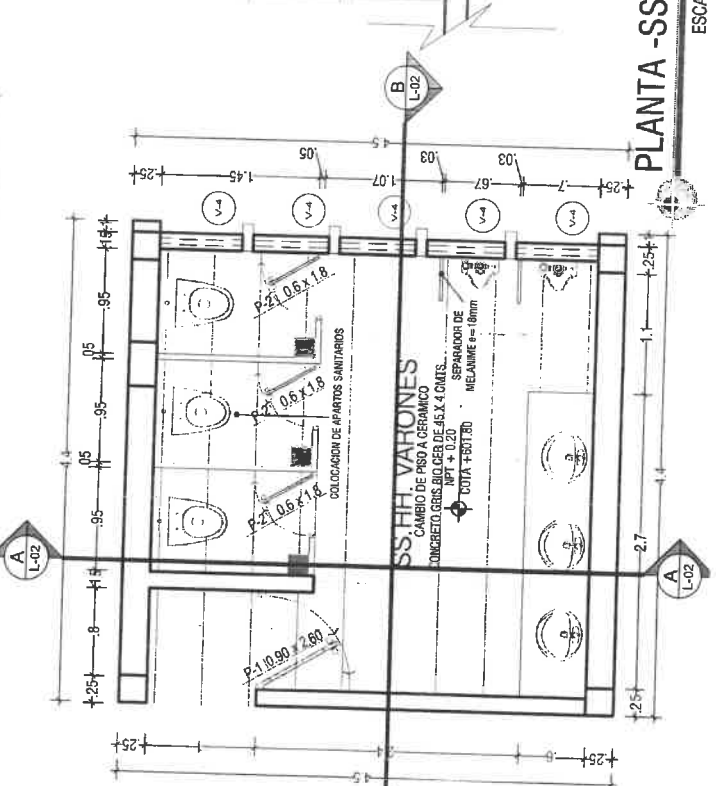 PLANTA -SS
ESCA
B
L-02
4.5
.25
1.45
.05
1.07
.03
.67
.03
.7
.25
V-4
V-4
V-4
V-4
V-4
4.4
.15
.95
.05
.95
.05
.95
.15
.8
.25
A
L-02
P-2 0.6 x 1.8
P-2 0.6 x 1.8
P-2 0.6 x 1.8
COLOCACION DE APARTOS SANITARIOS
SS.HH. VARONES
CAMBIO DE PISO A CERAMICO
CONCRETO GRIS BIO CER DE 45 X 4 CMTS
NPT + 0.20
COTA +601.80
SEPARADOR DE
MELANIME e=18mm
P-1 0.90 x 2.60
.25
1.1
2.7
.25
4.4
A
L-02
.25
1
.25
4.5